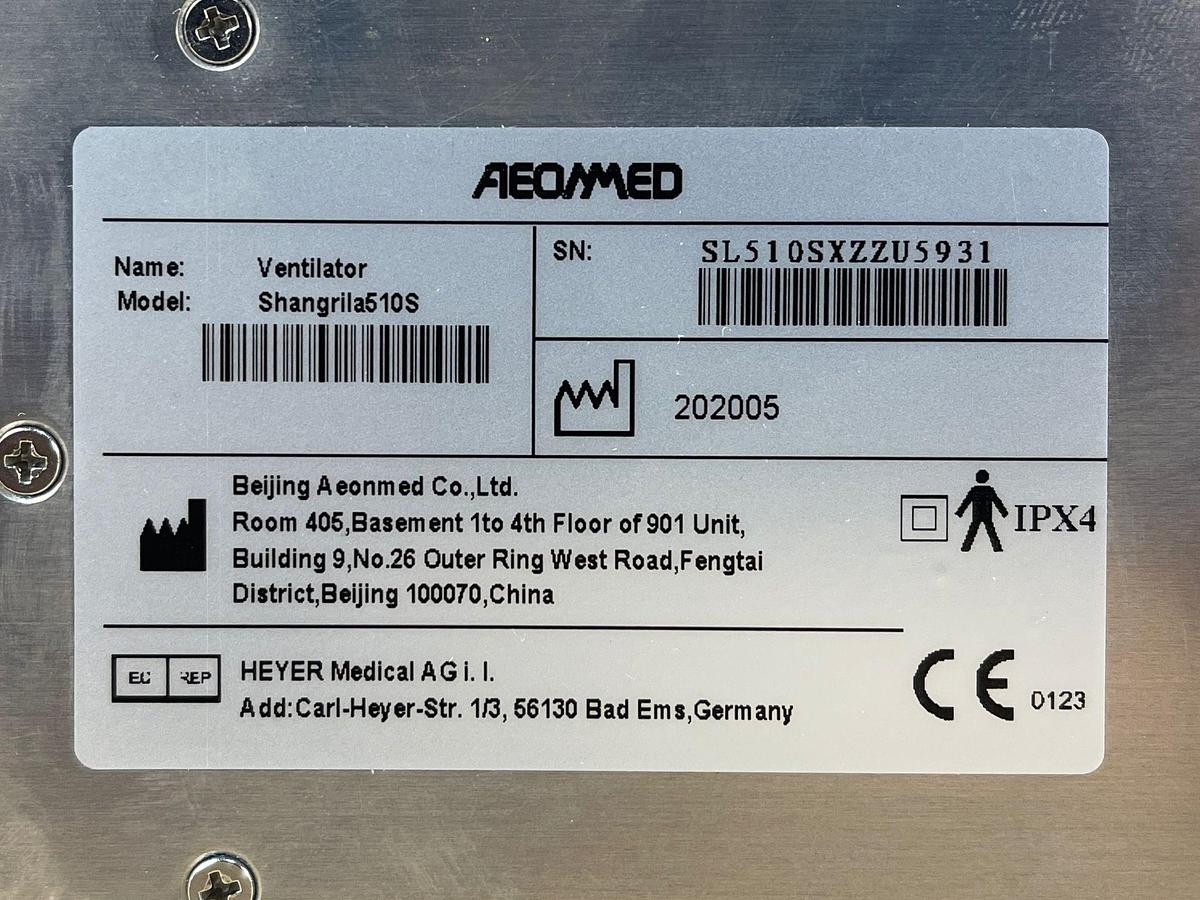 AEONMED
Name: Ventilator
Model: Shangrila510S
SN: SL510SXZZU5931
202005
Beijing Aeonmed Co.,Ltd.
Room 405,Basement 1to 4th Floor of 901 Unit,
Building 9,No.26 Outer Ring West Road,Fengtai
District,Beijing 100070,China
IPX4
EC REP
HEYER Medical AG i. I.
Add:Carl-Heyer-Str. 1/3, 56130 Bad Ems,Germany
CE 0123